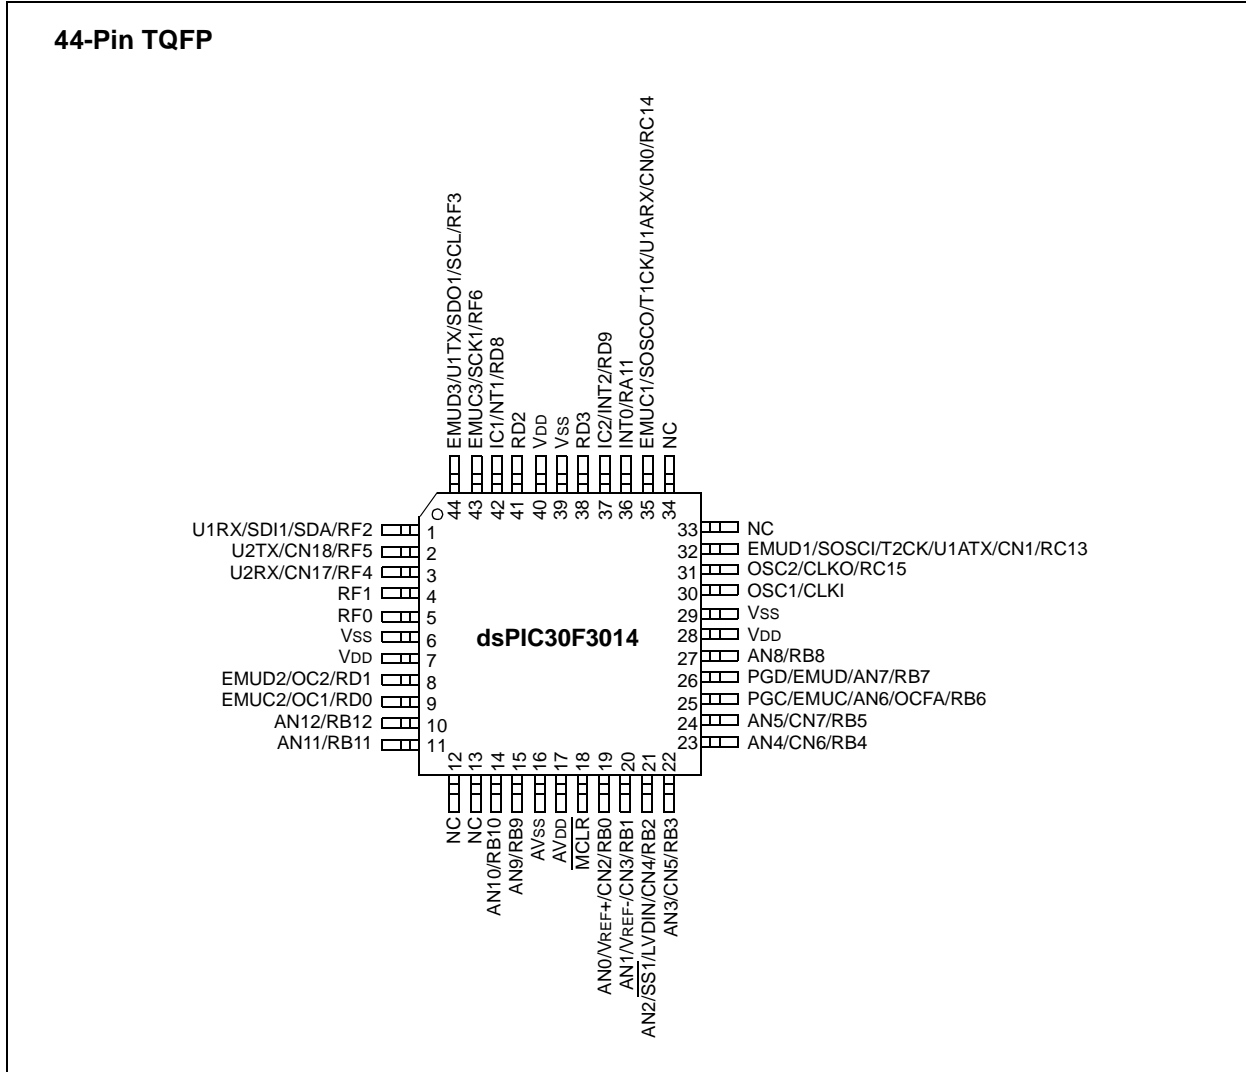 44-Pin TQFP
EMUD3/U1TX/SDO1/SCL/RF3
EMUC3/SCK1/RF6
IC1/NT1/RD8
RD2
VDD
VSS
RD3
IC2/INT2/RD9
INT0/RA11
EMUC1/SOSCO/T1CK/U1ARX/CN0/RC14
NC
44
43
42
41
40
39
38
37
36
35
34
U1RX/SDI1/SDA/RF2 1
U2TX/CN18/RF5 2
U2RX/CN17/RF4 3
RF1 4
RF0 5
VSS 6
VDD 7
EMUD2/OC2/RD1 8
EMUC2/OC1/RD0 9
AN12/RB12 10
AN11/RB11 11
dsPIC30F3014
33 NC
32 EMUD1/SOSCI/T2CK/U1ATX/CN1/RC13
31 OSC2/CLKO/RC15
30 OSC1/CLKI
29 VSS
28 VDD
27 AN8/RB8
26 PGD/EMUD/AN7/RB7
25 PGC/EMUC/AN6/OCFA/RB6
24 AN5/CN7/RB5
23 AN4/CN6/RB4
12
13
14
15
16
17
18
19
20
21
22
NC
NC
AN10/RB10
AN9/RB9
AVSS
AVDD
MCLR
AN0/VREF+/CN2/RB0
AN1/VREF-/CN3/RB1
AN2/SS1/LVDIN/CN4/RB2
AN3/CN5/RB3